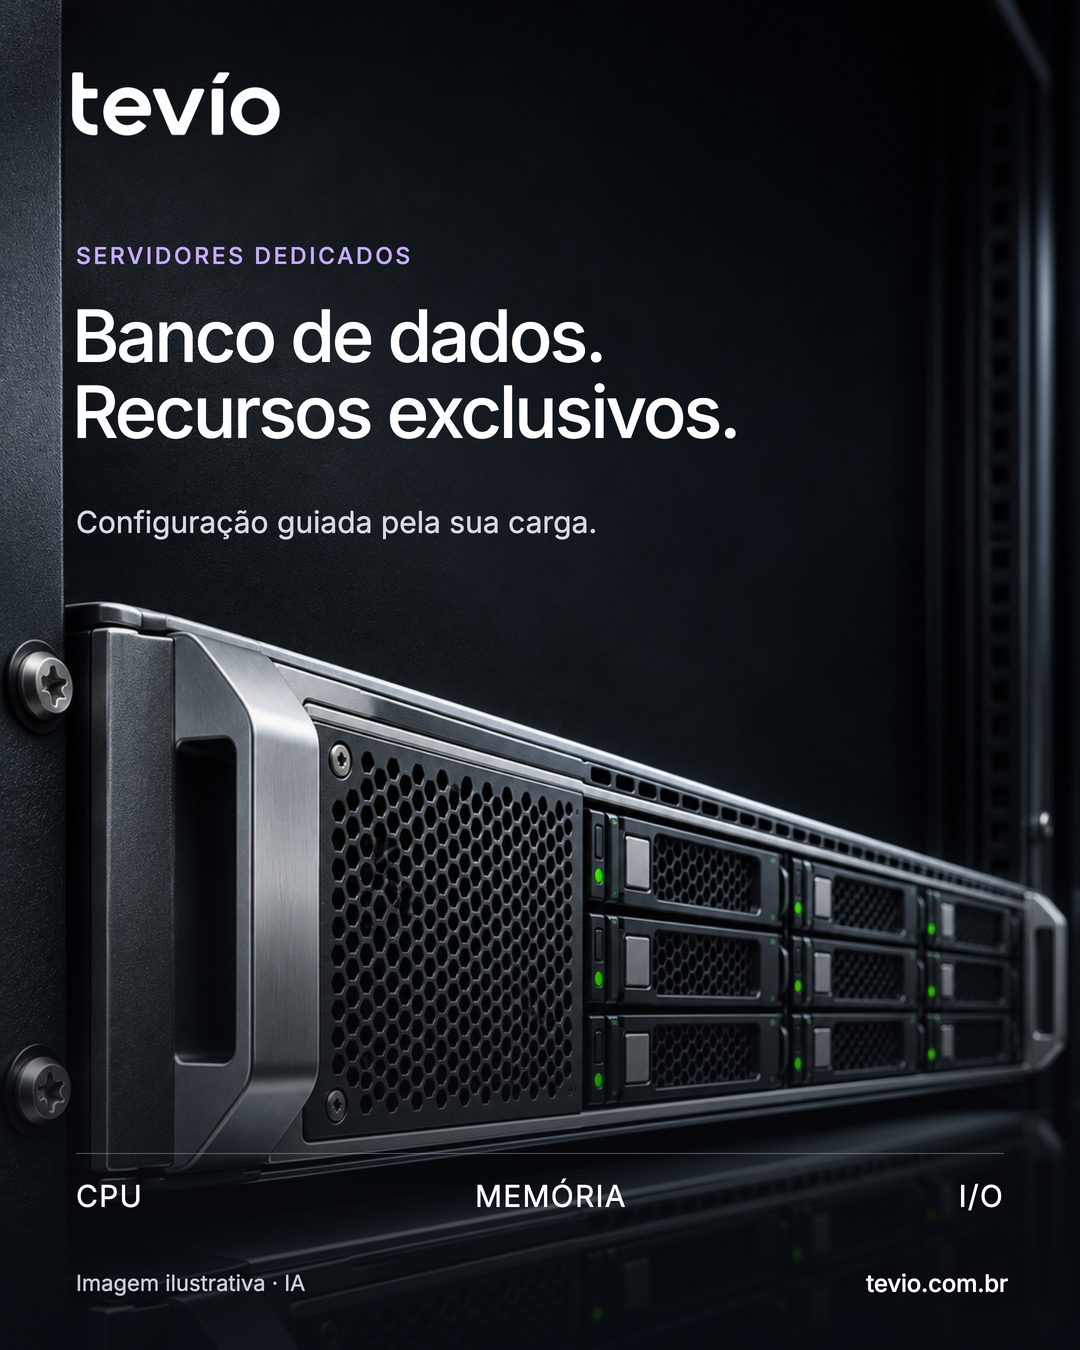 tevío
SERVIDORES DEDICADOS
Banco de dados.
Recursos exclusivos.
Configuração guiada pela sua carga.
CPU MEMÓRIA I/O
Imagem ilustrativa · IA tevio.com.br